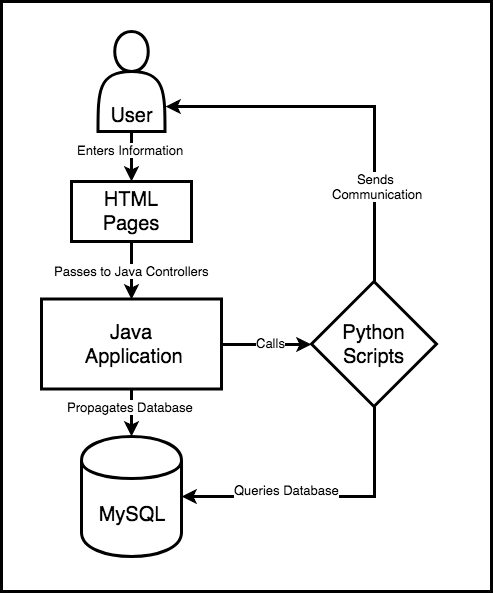 User
Enters Information
HTML
Pages
Passes to Java Controllers
Java
Application
Calls
Python
Scripts
Sends
Communication
Propagates Database
MySQL
Queries Database